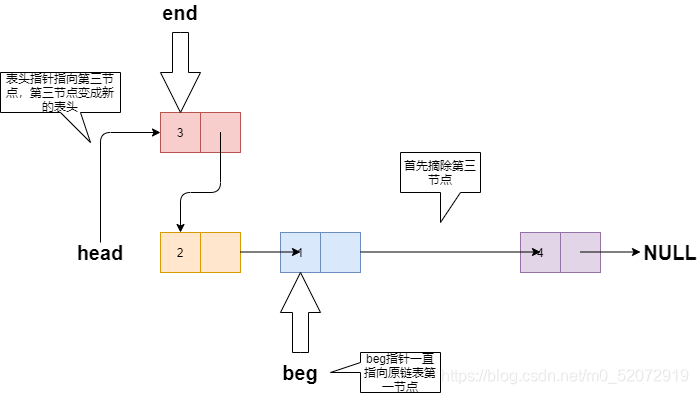 end
表头指针指向第三节
点，第三节点变成新
的表头
3
首先摘除第三
节点
head
2
1
4
NULL
beg
beg指针一直
指向原链表第
一节点
https://blog.csdn.net/m0_52072919